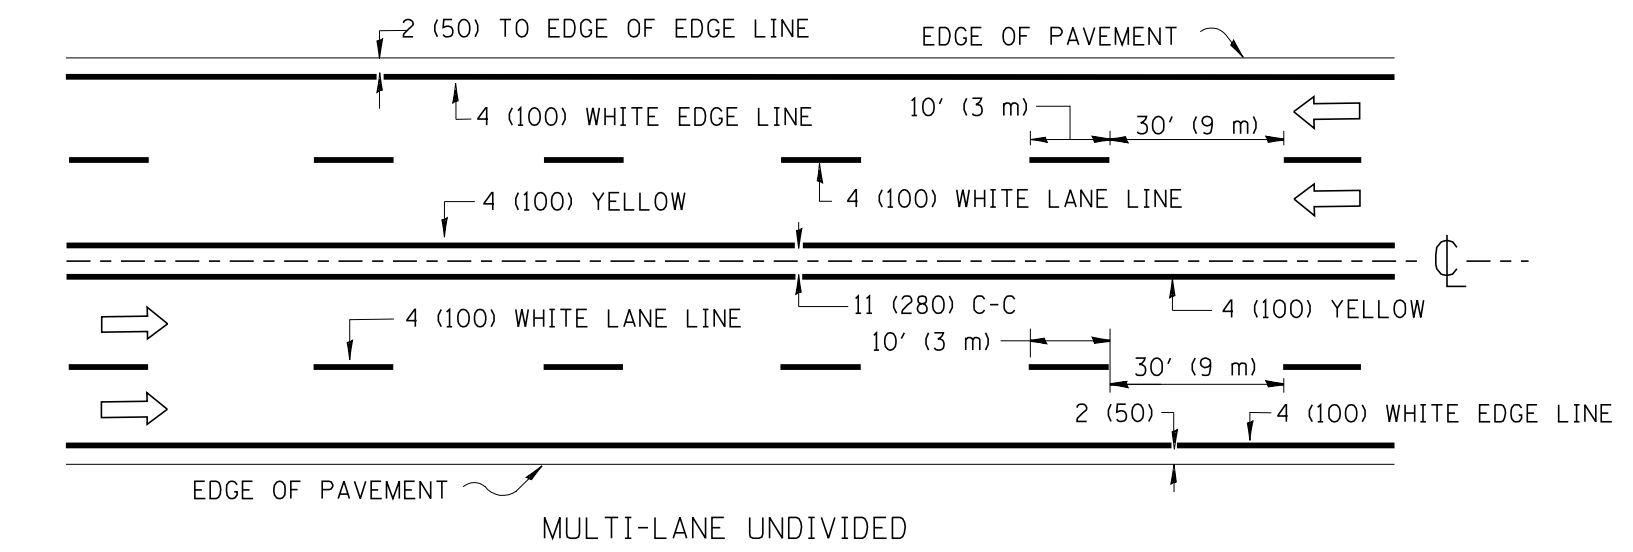 2 (50) TO EDGE OF EDGE LINE
EDGE OF PAVEMENT
10' (3 m)
4 (100) WHITE EDGE LINE
30' (9 m)
4 (100) YELLOW
4 (100) WHITE LANE LINE
CL
11 (280) C-C
4 (100) YELLOW
4 (100) WHITE LANE LINE
10' (3 m)
30' (9 m)
2 (50)
4 (100) WHITE EDGE LINE
EDGE OF PAVEMENT
MULTI-LANE UNDIVIDED